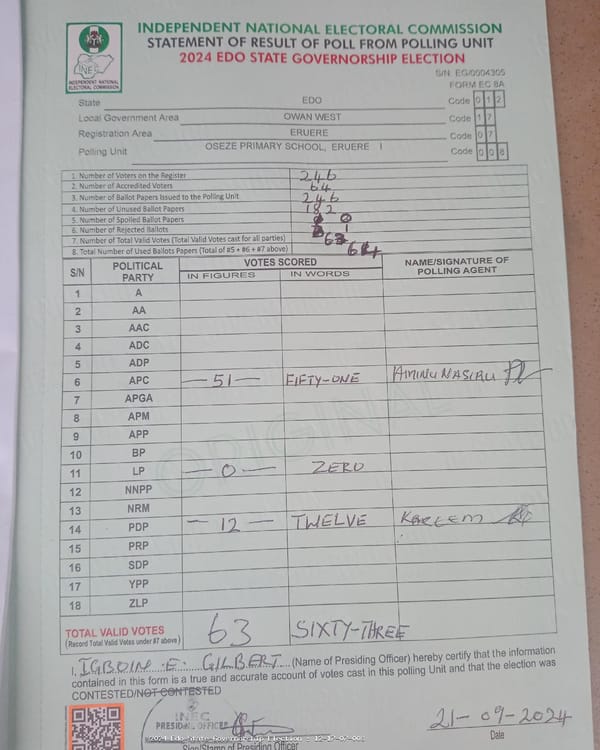 INDEPENDENT NATIONAL ELECTORAL COMMISSION
STATEMENT OF RESULT OF POLL FROM POLLING UNIT
2024 EDO STATE GOVERNORSHIP ELECTION
INEC
INDEPENDENT NATIONAL ELECTORAL COMMISSION
S/N: EG/0004305
FORM EC 8A
State EDO Code 0 1 2
Local Government Area OWAN WEST Code 1 7
Registration Area ERUERE Code 0 7
Polling Unit OSEZE PRIMARY SCHOOL, ERUERE I Code 0 0 8
1. Number of Voters on the Register 246
2. Number of Accredited Voters 64
3. Number of Ballot Papers Issued to the Polling Unit 246
4. Number of Unused Ballot Papers 182
5. Number of Spoiled Ballot Papers 0
6. Number of Rejected Ballots 1
7. Number of Total Valid Votes (Total Valid Votes cast for all parties) 63
8. Total Number of Used Ballots Papers (Total of #5 + #6 + #7 above) 64
S/N POLITICAL PARTY VOTES SCORED NAME/SIGNATURE OF POLLING AGENT
IN FIGURES IN WORDS
1 A
2 AA
3 AAC
4 ADC
5 ADP
6 APC —51— FIFTY-ONE AMINU NASIRU
7 APGA
8 APM
9 APP
10 BP
11 LP —0— ZERO
12 NNPP
13 NRM
14 PDP —12— TWELVE KAREEM
15 PRP
16 SDP
17 YPP
18 ZLP
ORIGINAL
TOTAL VALID VOTES 63 SIXTY-THREE
(Record Total Valid Votes under #7 above)
I, IGBOIN .E. GILBERT (Name of Presiding Officer) hereby certify that the information
contained in this form is a true and accurate account of votes cast in this polling Unit and that the election was
CONTESTED/NOT CONTESTED
INEC
PRESIDING OFFICER
21-09-2024
2024 Edo State Governorship Election - 12-17-07-008
Sign/Stamp of Presiding Officer
Date